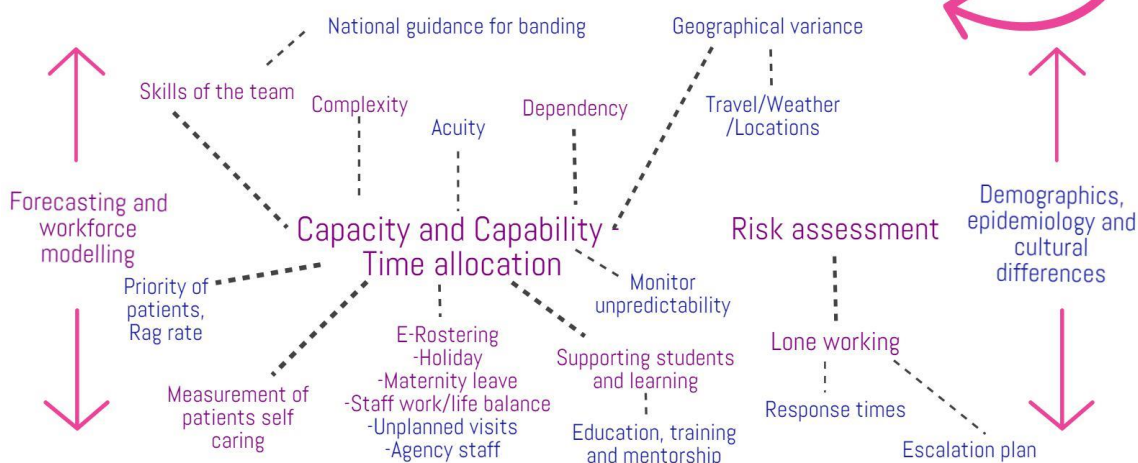 National guidance for banding
Geographical variance
Skills of the team
Complexity
Acuity
Dependency
Travel/Weather
/Locations
Forecasting and
workforce
modelling
Capacity and Capability -
Time allocation
Risk assessment
Demographics,
epidemiology and
cultural
differences
Priority of
patients,
Rag rate
Monitor
unpredictability
E-Rostering
-Holiday
-Maternity leave
-Staff work/life balance
-Unplanned visits
-Agency staff
Supporting students
and learning
Lone working
Measurement of
patients self
caring
Education, training
and mentorship
Response times
Escalation plan